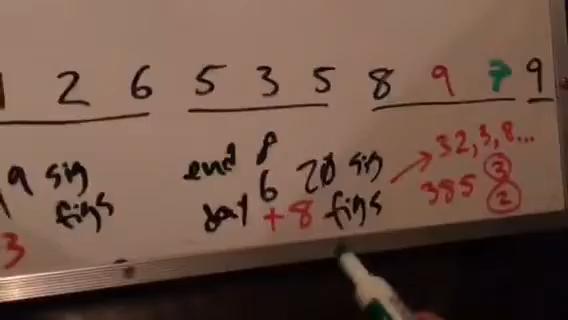 1 2 6 5 3 5 8 9 7 9
9 sig figs
3
end of day 6 +8
20 sig figs
32, 3, 8...
385 3 2